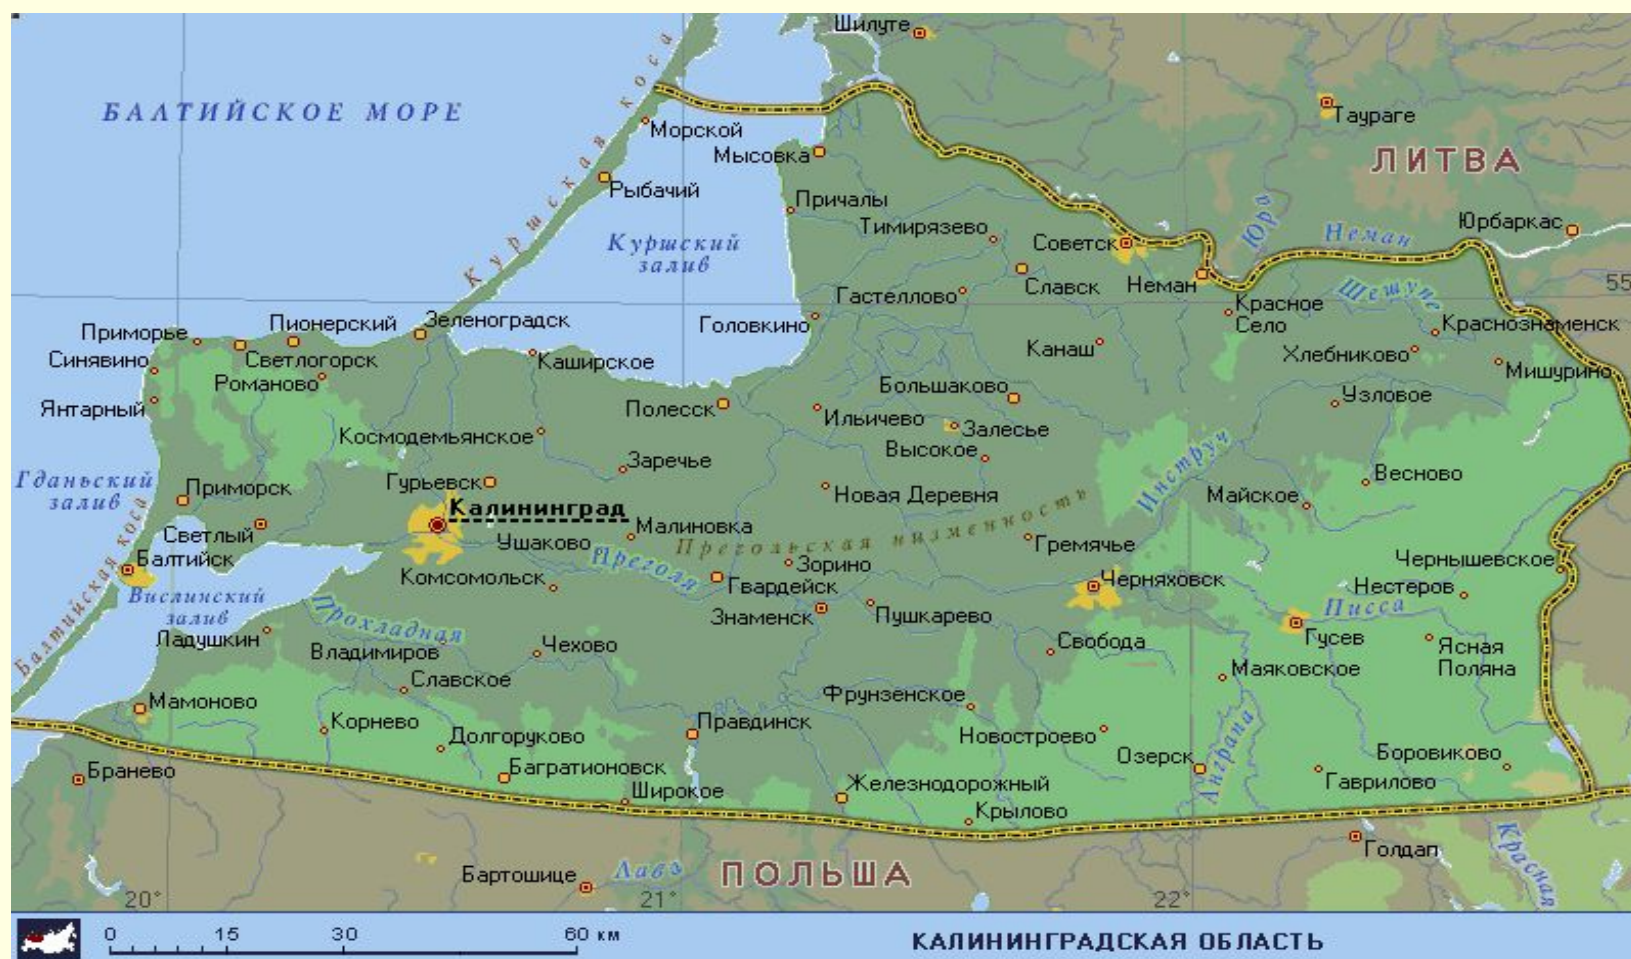 Шилуте
БАЛТИЙСКОЕ МОРЕ
Куршская коса
Таураге
Морской
Мысовка
ЛИТВА
Рыбачий
Причалы
Юра
Куршский
залив
Тимирязево
Советск
Неман
Юрбаркас
Славск
Неман
Гастеллово
Шешупе
55
Красное
Село
Приморье
Пионерский
Зеленоградск
Головкино
Краснознаменск
Синявино
Светлогорск
Каширское
Канаш
Хлебниково
Мишурино
Романово
Большаково
Узловое
Янтарный
Полесск
Ильичево
Залесье
Космодемьянское
Высокое
Инструч
Заречье
Весново
Гданьский
залив
Приморск
Гурьевск
Новая Деревня
Майское
Калининград
Светлый
Малиновка
Прегольская низменность
Ушаково
Гремячье
Балтийская коса
Балтийск
Преголя
Зорино
Чернышевское
Комсомольск
Гвардейск
Черняховск
Нестеров
Вислинский
залив
Прохладная
Знаменск
Пушкарево
Писса
Ладушкин
Гусев
Владимиров
Чехово
Свобода
Ясная
Поляна
Славское
Маяковское
Мамоново
Фрунзенское
Корнево
Правдинск
Долгоруково
Новостроево
Анграпа
Озерск
Боровиково
Бранево
Багратионовск
Железнодорожный
Гаврилово
Широкое
Крылово
Голдап
Красная
Бартошице
Лава
ПОЛЬША
20°
21°
22°
0 15 30 60 км
КАЛИНИНГРАДСКАЯ ОБЛАСТЬ